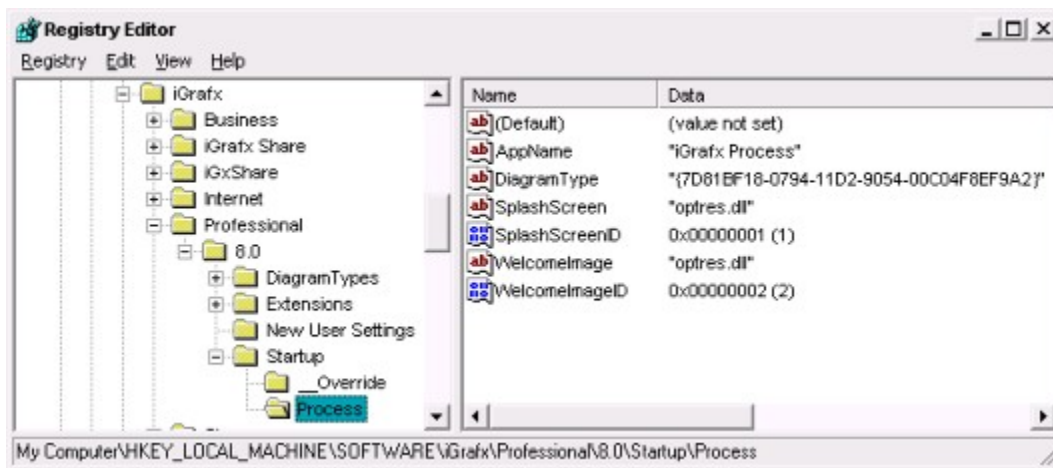 Registry Editor
Registry Edit View Help
iGrafx
Business
iGrafx Share
iGxShare
Internet
Professional
8.0
DiagramTypes
Extensions
New User Settings
Startup
__Override
Process
Name Data
(Default) (value not set)
AppName "iGrafx Process"
DiagramType "{7D81BF18-0794-11D2-9054-00C04F8EF9A2}"
SplashScreen "optres.dll"
SplashScreenID 0x00000001 (1)
WelcomeImage "optres.dll"
WelcomeImageID 0x00000002 (2)
My Computer\HKEY_LOCAL_MACHINE\SOFTWARE\iGrafx\Professional\8.0\Startup\Process